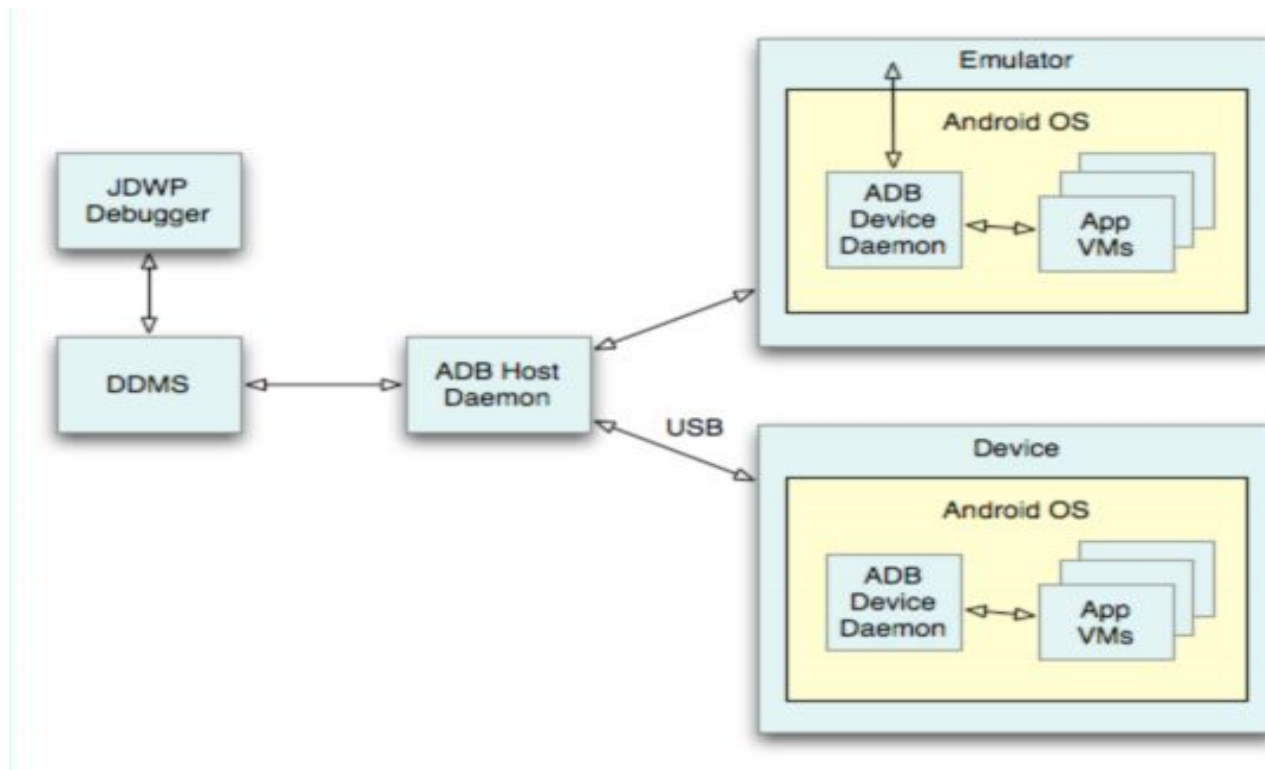 Emulator
Android OS
ADB
Device
Daemon
App
VMs
JDWP
Debugger
DDMS
ADB Host
Daemon
USB
Device
Android OS
ADB
Device
Daemon
App
VMs